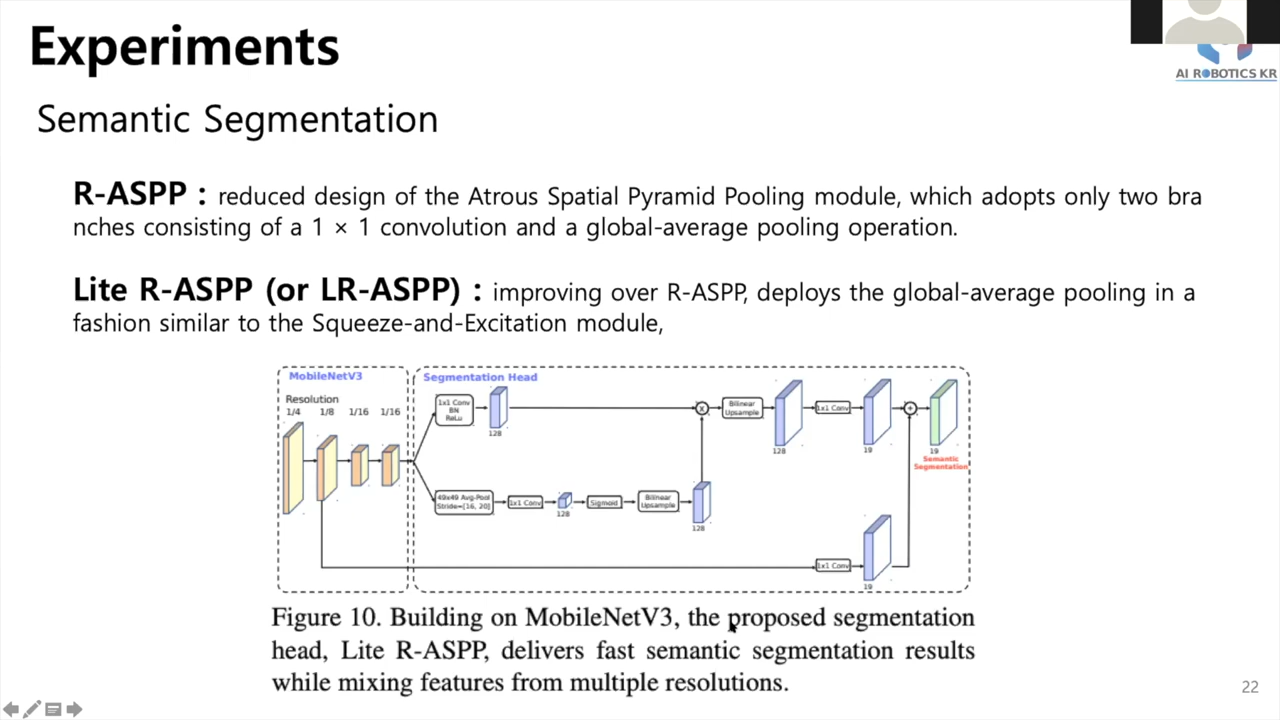 Experiments
AI ROBOTICS KR
Semantic Segmentation
R-ASPP : reduced design of the Atrous Spatial Pyramid Pooling module, which adopts only two bra
nches consisting of a 1 × 1 convolution and a global-average pooling operation.
Lite R-ASPP (or LR-ASPP) : improving over R-ASPP, deploys the global-average pooling in a
fashion similar to the Squeeze-and-Excitation module,
MobileNetV3
Segmentation Head
Resolution
1/4 1/8 1/16 1/16
1x1 Conv
BN
ReLu
128
x
Bilinear
Upsample
128
1x1 Conv
19
+
19
Semantic
Segmentation
49x49 Avg-Pool
Stride=[16, 20]
1x1 Conv
128
Sigmoid
Bilinear
Upsample
128
1x1 Conv
19
Figure 10. Building on MobileNetV3, the proposed segmentation
head, Lite R-ASPP, delivers fast semantic segmentation results
while mixing features from multiple resolutions.
22